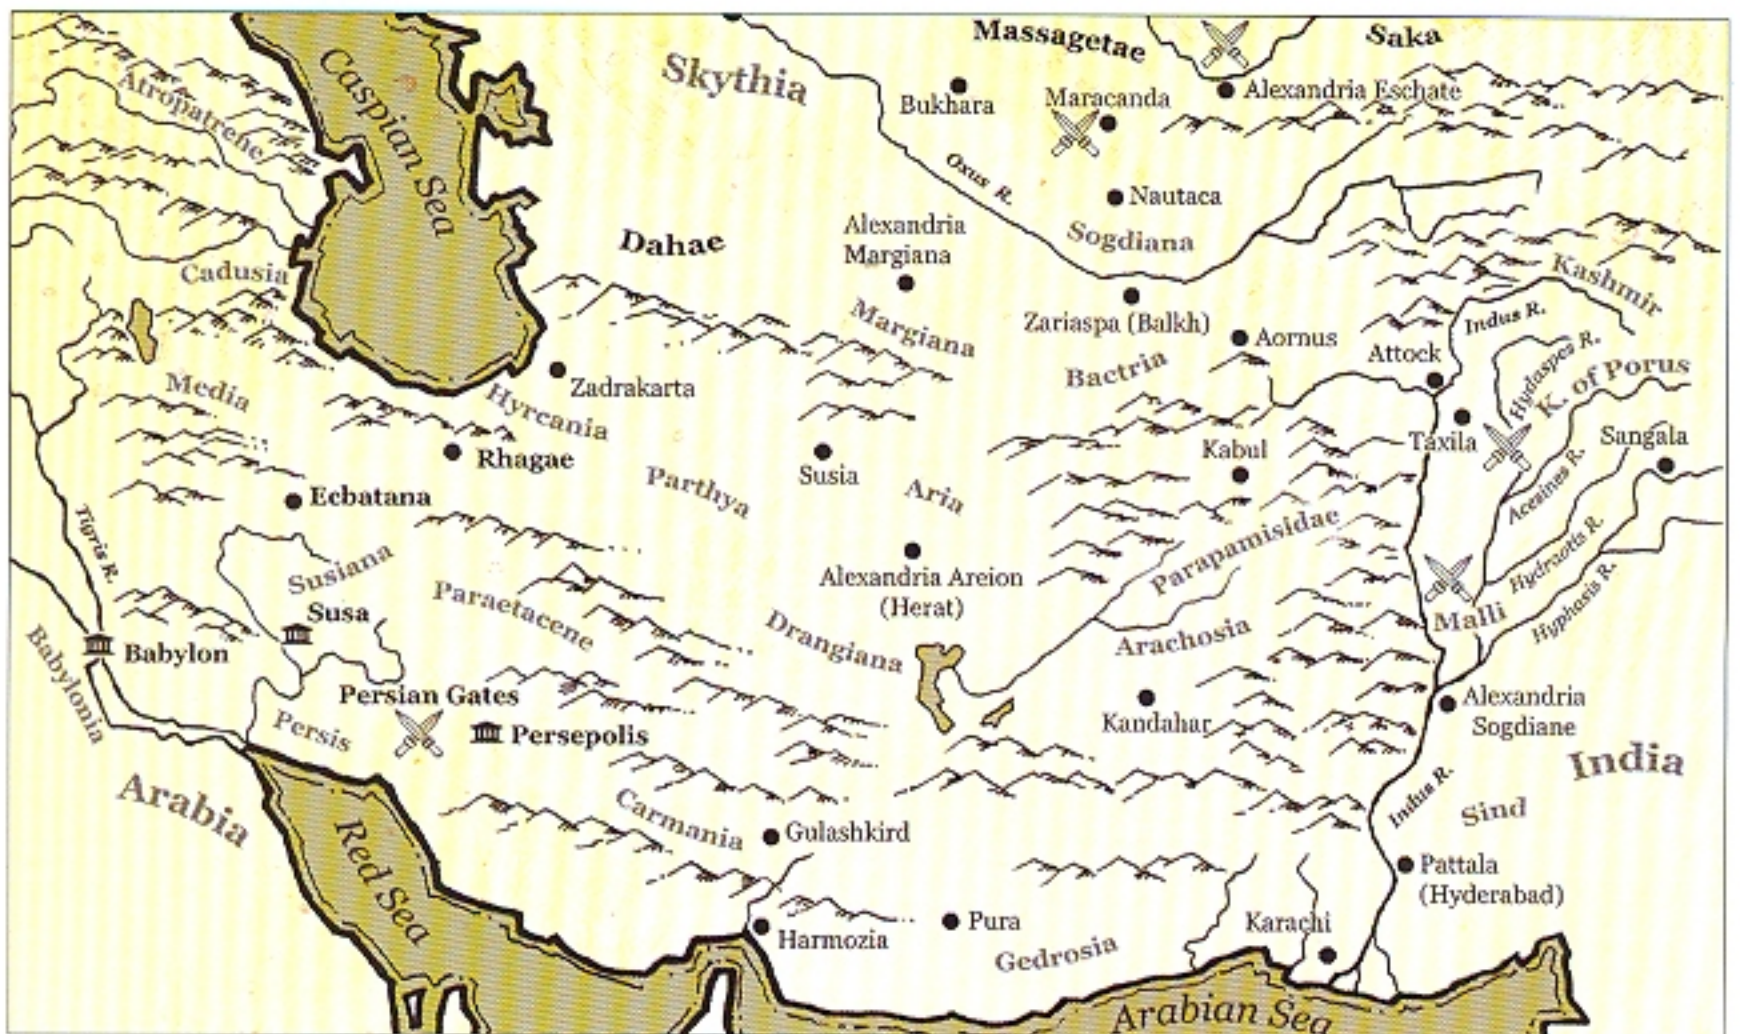 Massagetae
Saka
Caspian Sea
Skythia
Atropatrene
Bukhara
Maracanda
Alexandria Eschate
Oxus R.
Nautaca
Dahae
Alexandria
Margiana
Sogdiana
Cadusia
Kashmir
Margiana
Zariaspa (Balkh)
Aornus
Indus R.
Attock
Hydaspes R.
K. of Porus
Media
Zadrakarta
Hyrcania
Bactria
Rhagae
Susia
Kabul
Taxila
Sangala
Ecbatana
Parthya
Aria
Acesines R.
Tigris R.
Parapamisidae
Susiana
Alexandria Areion
(Herat)
Hydraotis R.
Hyphasis R.
Paraetacene
Susa
Drangiana
Arachosia
Malli
Babylon
Babylonia
Persian Gates
Persis
Persepolis
Kandahar
Alexandria
Sogdiane
India
Arabia
Carmania
Gulashkird
Indus R.
Sind
Red Sea
Pattala
(Hyderabad)
Harmozia
Pura
Gedrosia
Karachi
Arabian Sea